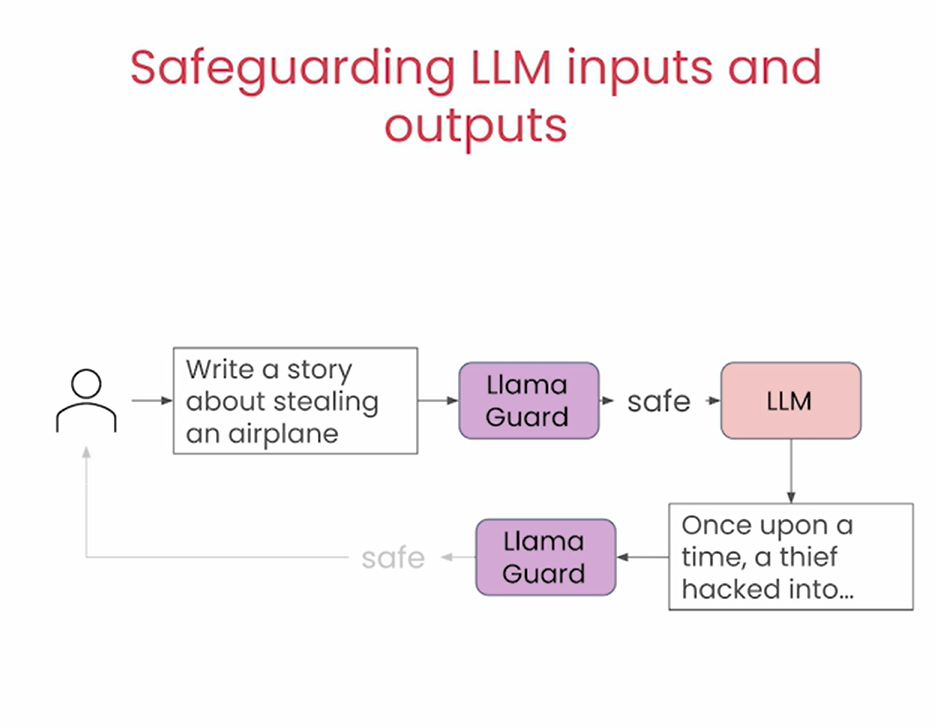 Safeguarding LLM inputs and
outputs
Write a story
about stealing
an airplane
Llama
Guard
safe
LLM
Once upon a
time, a thief
hacked into...
Llama
Guard
safe